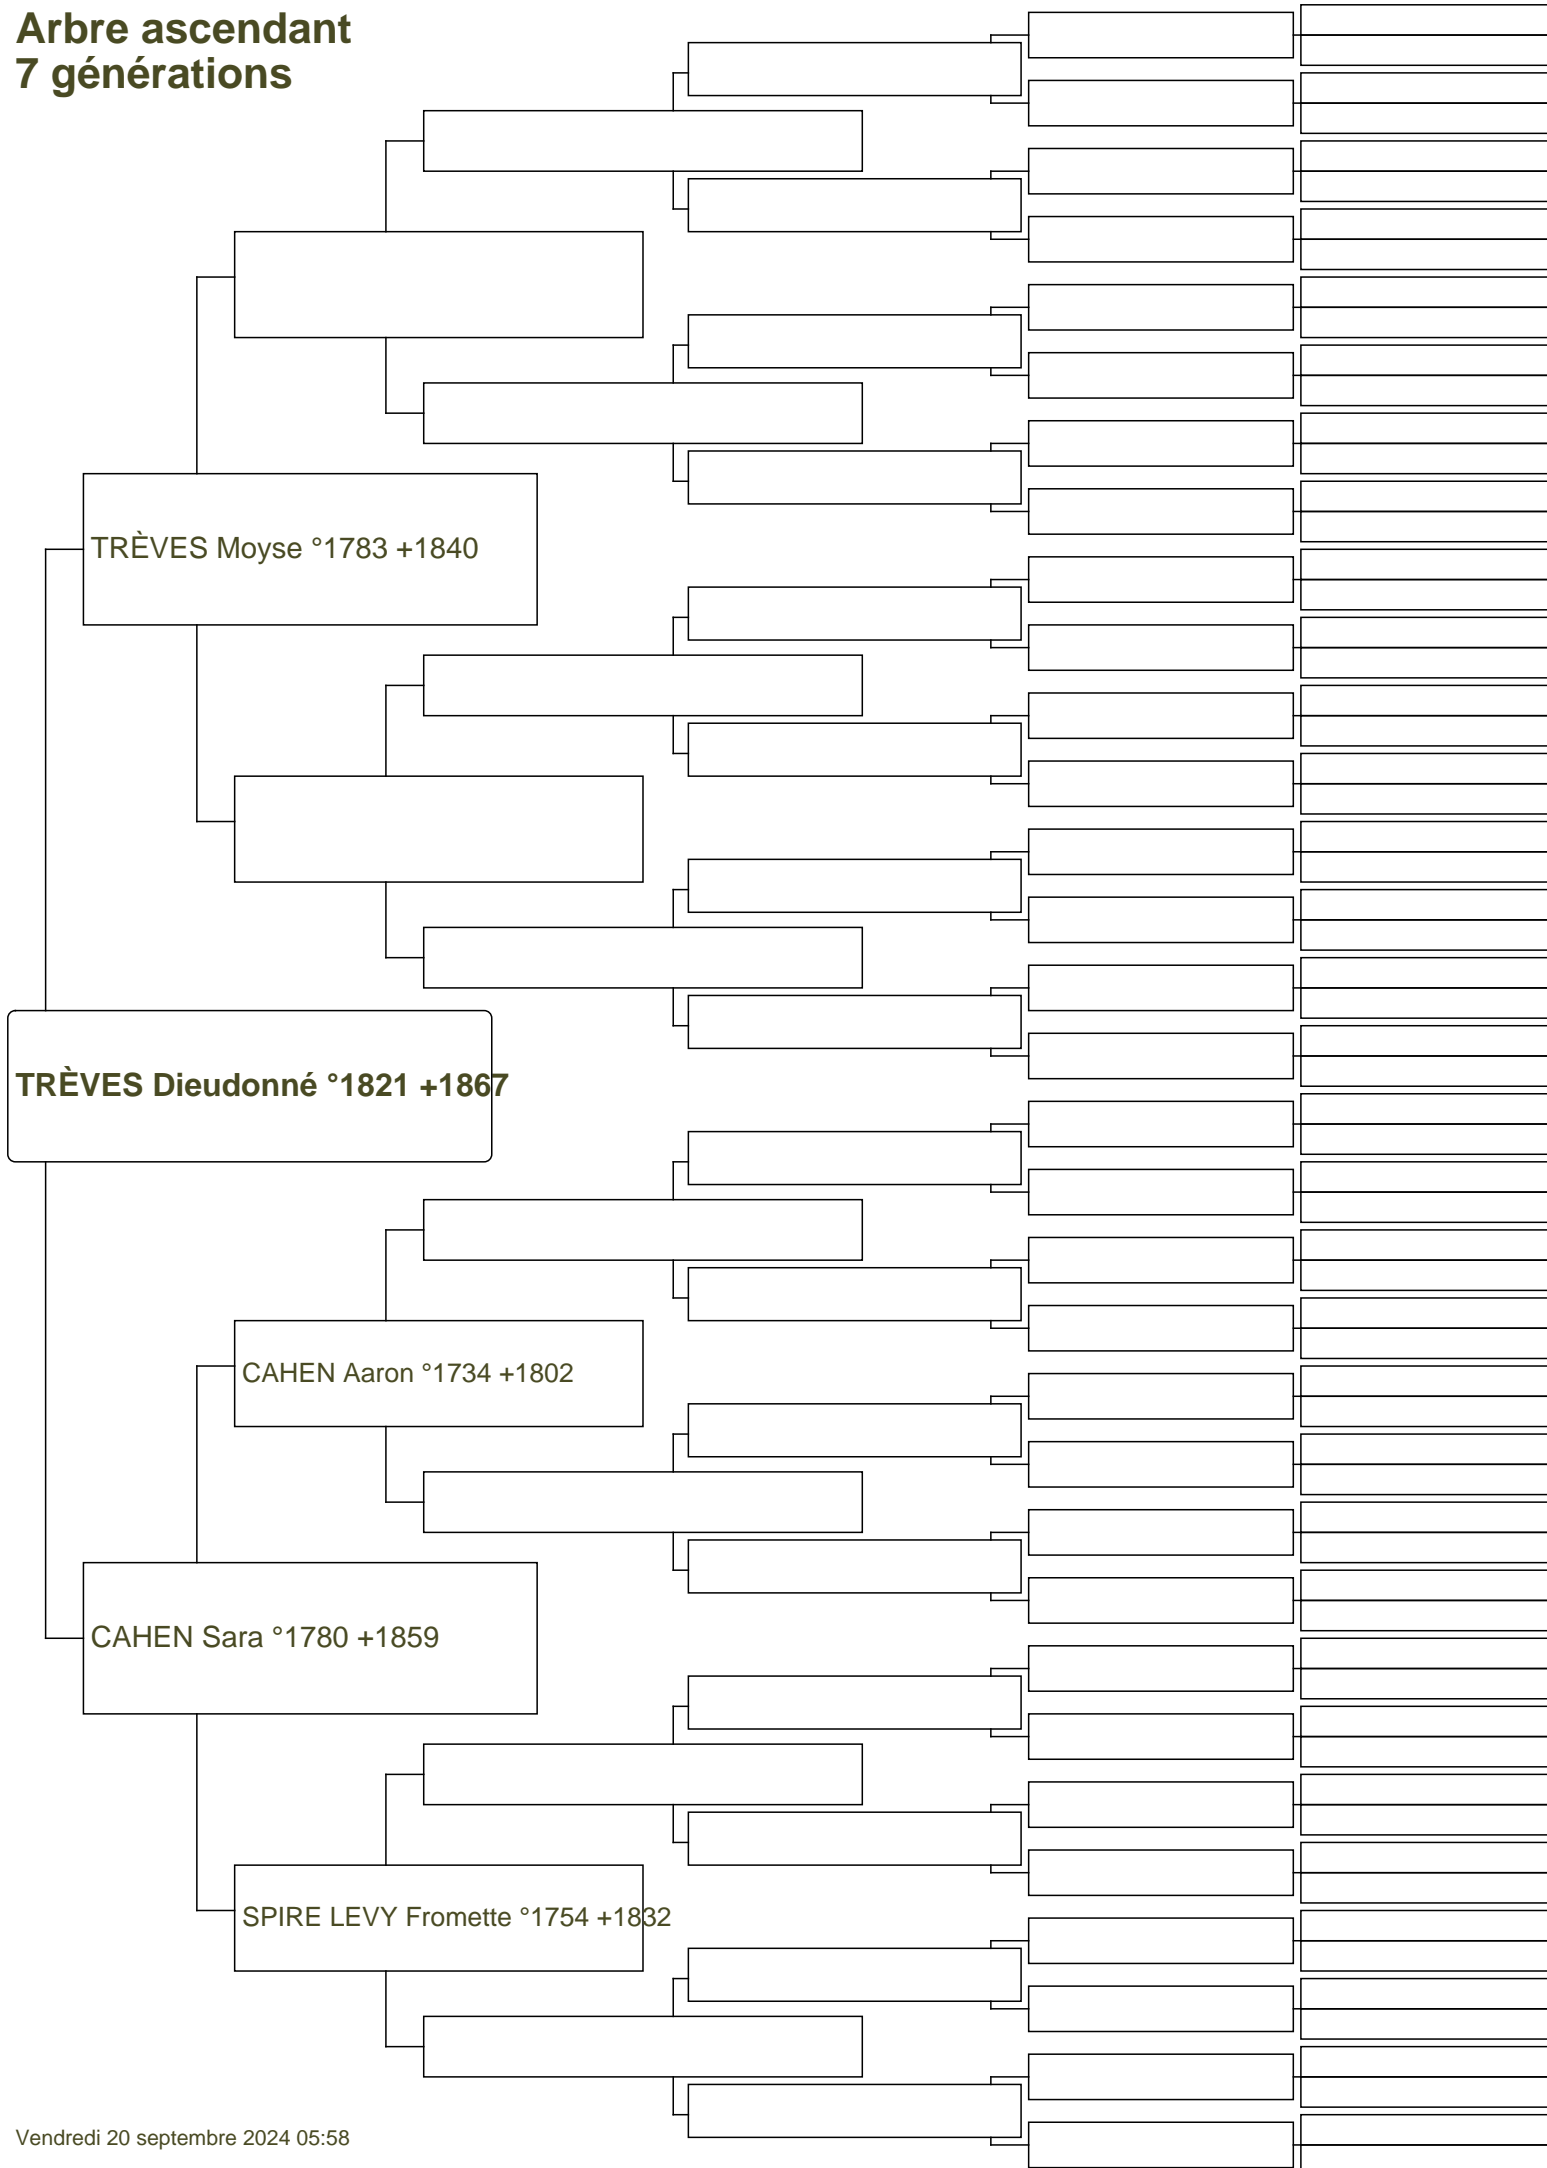 Arbre ascendant
7 générations
TRÈVES Moyse °1783 +1840
TRÈVES Dieudonné °1821 +1867
CAHEN Aaron °1734 +1802
CAHEN Sara °1780 +1859
SPIRE LEVY Fromette °1754 +1832
Vendredi 20 septembre 2024 05:58